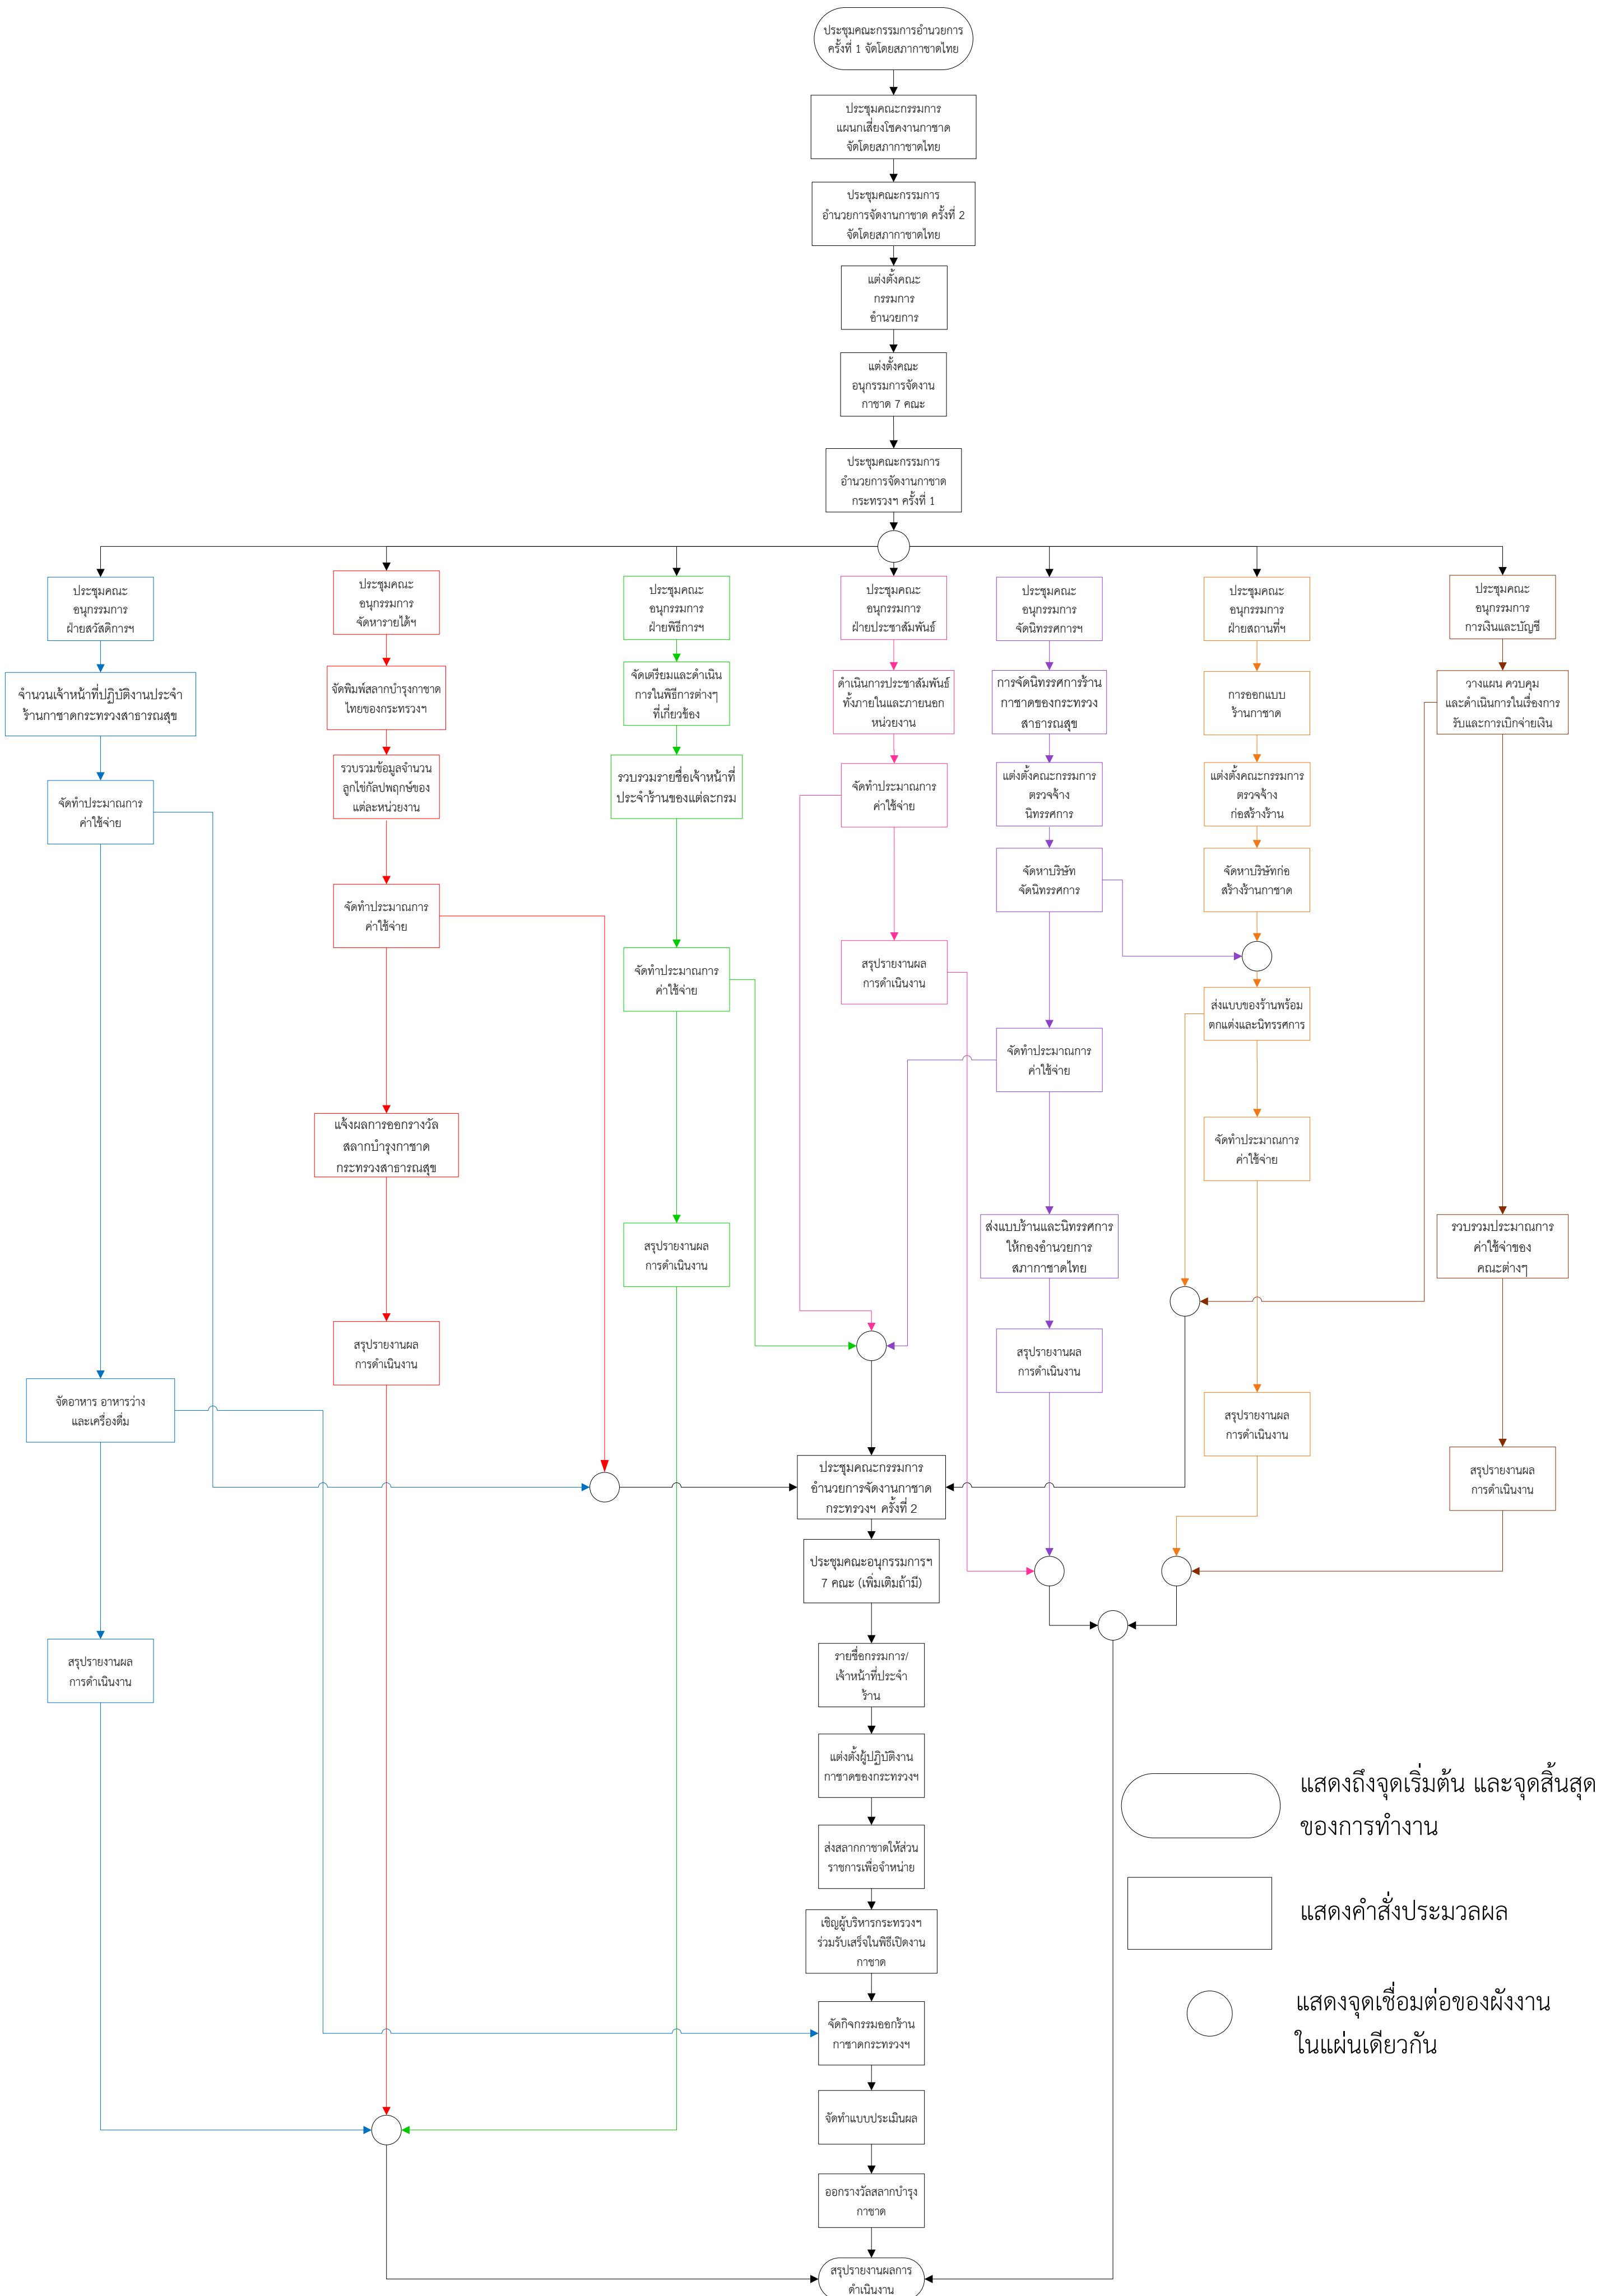 ประชุมคณะกรรมการอำนวยการ
ครั้งที่ 1 จัดโดยสภากาชาดไทย
ประชุมคณะกรรมการ
แผนกเสี่ยงโชคงานกาชาด
จัดโดยสภากาชาดไทย
ประชุมคณะกรรมการ
อำนวยการจัดงานกาชาด ครั้งที่ 2
จัดโดยสภากาชาดไทย
แต่งตั้งคณะ
กรรมการ
อำนวยการ
แต่งตั้งคณะ
อนุกรรมการจัดงาน
กาชาด 7 คณะ
ประชุมคณะกรรมการ
อำนวยการจัดงานกาชาด
กระทรวงฯ ครั้งที่ 1
ประชุมคณะ
อนุกรรมการ
ฝ่ายสวัสดิการฯ
จำนวนเจ้าหน้าที่ปฏิบัติงานประจำ
ร้านกาชาดกระทรวงสาธารณสุข
จัดทำประมาณการ
ค่าใช้จ่าย
จัดอาหาร อาหารว่าง
และเครื่องดื่ม
สรุปรายงานผล
การดำเนินงาน
ประชุมคณะ
อนุกรรมการ
จัดหารายได้ฯ
จัดพิมพ์สลากบำรุงกาชาด
ไทยของกระทรวงฯ
รวบรวมข้อมูลจำนวน
ลูกไข่กัลปพฤกษ์ของ
แต่ละหน่วยงาน
จัดทำประมาณการ
ค่าใช้จ่าย
แจ้งผลการออกรางวัล
สลากบำรุงกาชาด
กระทรวงสาธารณสุข
สรุปรายงานผล
การดำเนินงาน
ประชุมคณะ
อนุกรรมการ
ฝ่ายพิธีการฯ
จัดเตรียมและดำเนิน
การในพิธีการต่างๆ
ที่เกี่ยวข้อง
รวบรวมรายชื่อเจ้าหน้าที่
ประจำร้านของแต่ละกรม
จัดทำประมาณการ
ค่าใช้จ่าย
สรุปรายงานผล
การดำเนินงาน
ประชุมคณะ
อนุกรรมการ
ฝ่ายประชาสัมพันธ์
ดำเนินการประชาสัมพันธ์
ทั้งภายในและภายนอก
หน่วยงาน
จัดทำประมาณการ
ค่าใช้จ่าย
สรุปรายงานผล
การดำเนินงาน
ประชุมคณะ
อนุกรรมการ
จัดนิทรรศการฯ
การจัดนิทรรศการร้าน
กาชาดของกระทรวง
สาธารณสุข
แต่งตั้งคณะกรรมการ
ตรวจจ้าง
นิทรรศการ
จัดหาบริษัท
จัดนิทรรศการ
จัดทำประมาณการ
ค่าใช้จ่าย
ส่งแบบร้านและนิทรรศการ
ให้กองอำนวยการ
สภากาชาดไทย
สรุปรายงานผล
การดำเนินงาน
ประชุมคณะ
อนุกรรมการ
ฝ่ายสถานที่ฯ
การออกแบบ
ร้านกาชาด
แต่งตั้งคณะกรรมการ
ตรวจจ้าง
ก่อสร้างร้าน
จัดหาบริษัทก่อ
สร้างร้านกาชาด
ส่งแบบของร้านพร้อม
ตกแต่งและนิทรรศการ
จัดทำประมาณการ
ค่าใช้จ่าย
สรุปรายงานผล
การดำเนินงาน
ประชุมคณะ
อนุกรรมการ
การเงินและบัญชี
วางแผน ควบคุม
และดำเนินการในเรื่องการ
รับและการเบิกจ่ายเงิน
รวบรวมประมาณการ
ค่าใช้จ่าของ
คณะต่างๆ
สรุปรายงานผล
การดำเนินงาน
ประชุมคณะกรรมการ
อำนวยการจัดงานกาชาด
กระทรวงฯ ครั้งที่ 2
ประชุมคณะอนุกรรมการฯ
7 คณะ (เพิ่มเติมถ้ามี)
รายชื่อกรรมการ/
เจ้าหน้าที่ประจำ
ร้าน
แต่งตั้งผู้ปฏิบัติงาน
กาชาดของกระทรวงฯ
ส่งสลากกาชาดให้ส่วน
ราชการเพื่อจำหน่าย
เชิญผู้บริหารกระทรวงฯ
ร่วมรับเสร็จในพิธีเปิดงาน
กาชาด
จัดกิจกรรมออกร้าน
กาชาดกระทรวงฯ
จัดทำแบบประเมินผล
ออกรางวัลสลากบำรุง
กาชาด
สรุปรายงานผลการ
ดำเนินงาน
แสดงถึงจุดเริ่มต้น และจุดสิ้นสุด
ของการทำงาน
แสดงคำสั่งประมวลผล
แสดงจุดเชื่อมต่อของผังงาน
ในแผ่นเดียวกัน